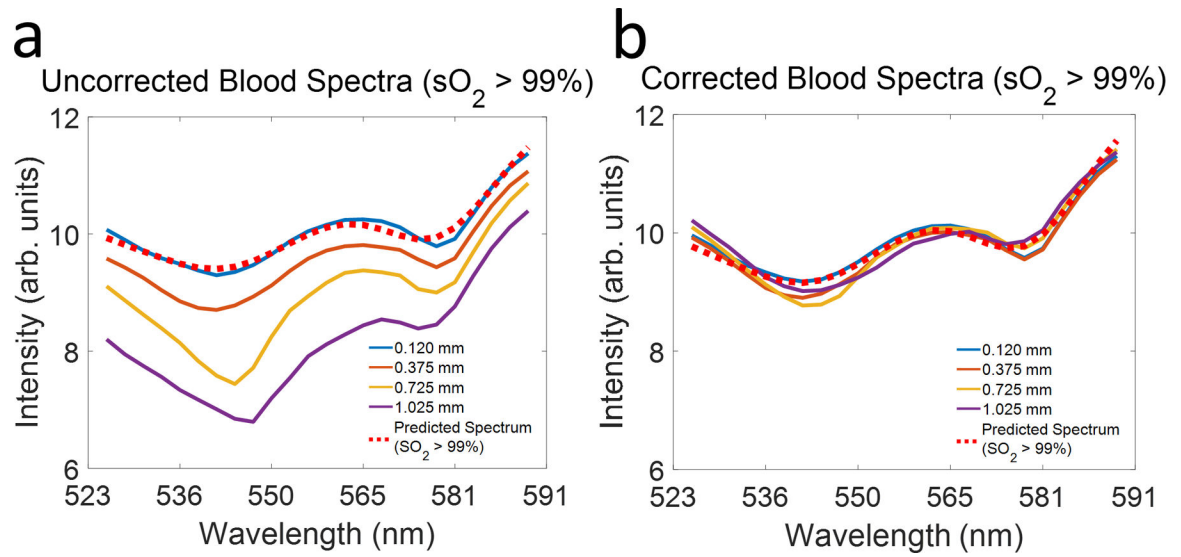 a
Uncorrected Blood Spectra (sO2 > 99%)
12
10
8
6
523
536
550
565
581
591
Intensity (arb. units)
Wavelength (nm)
0.120 mm
0.375 mm
0.725 mm
1.025 mm
Predicted Spectrum
(SO2 > 99%)
b
Corrected Blood Spectra (sO2 > 99%)
12
10
8
6
523
536
550
565
581
591
Intensity (arb. units)
Wavelength (nm)
0.120 mm
0.375 mm
0.725 mm
1.025 mm
Predicted Spectrum
(SO2 > 99%)